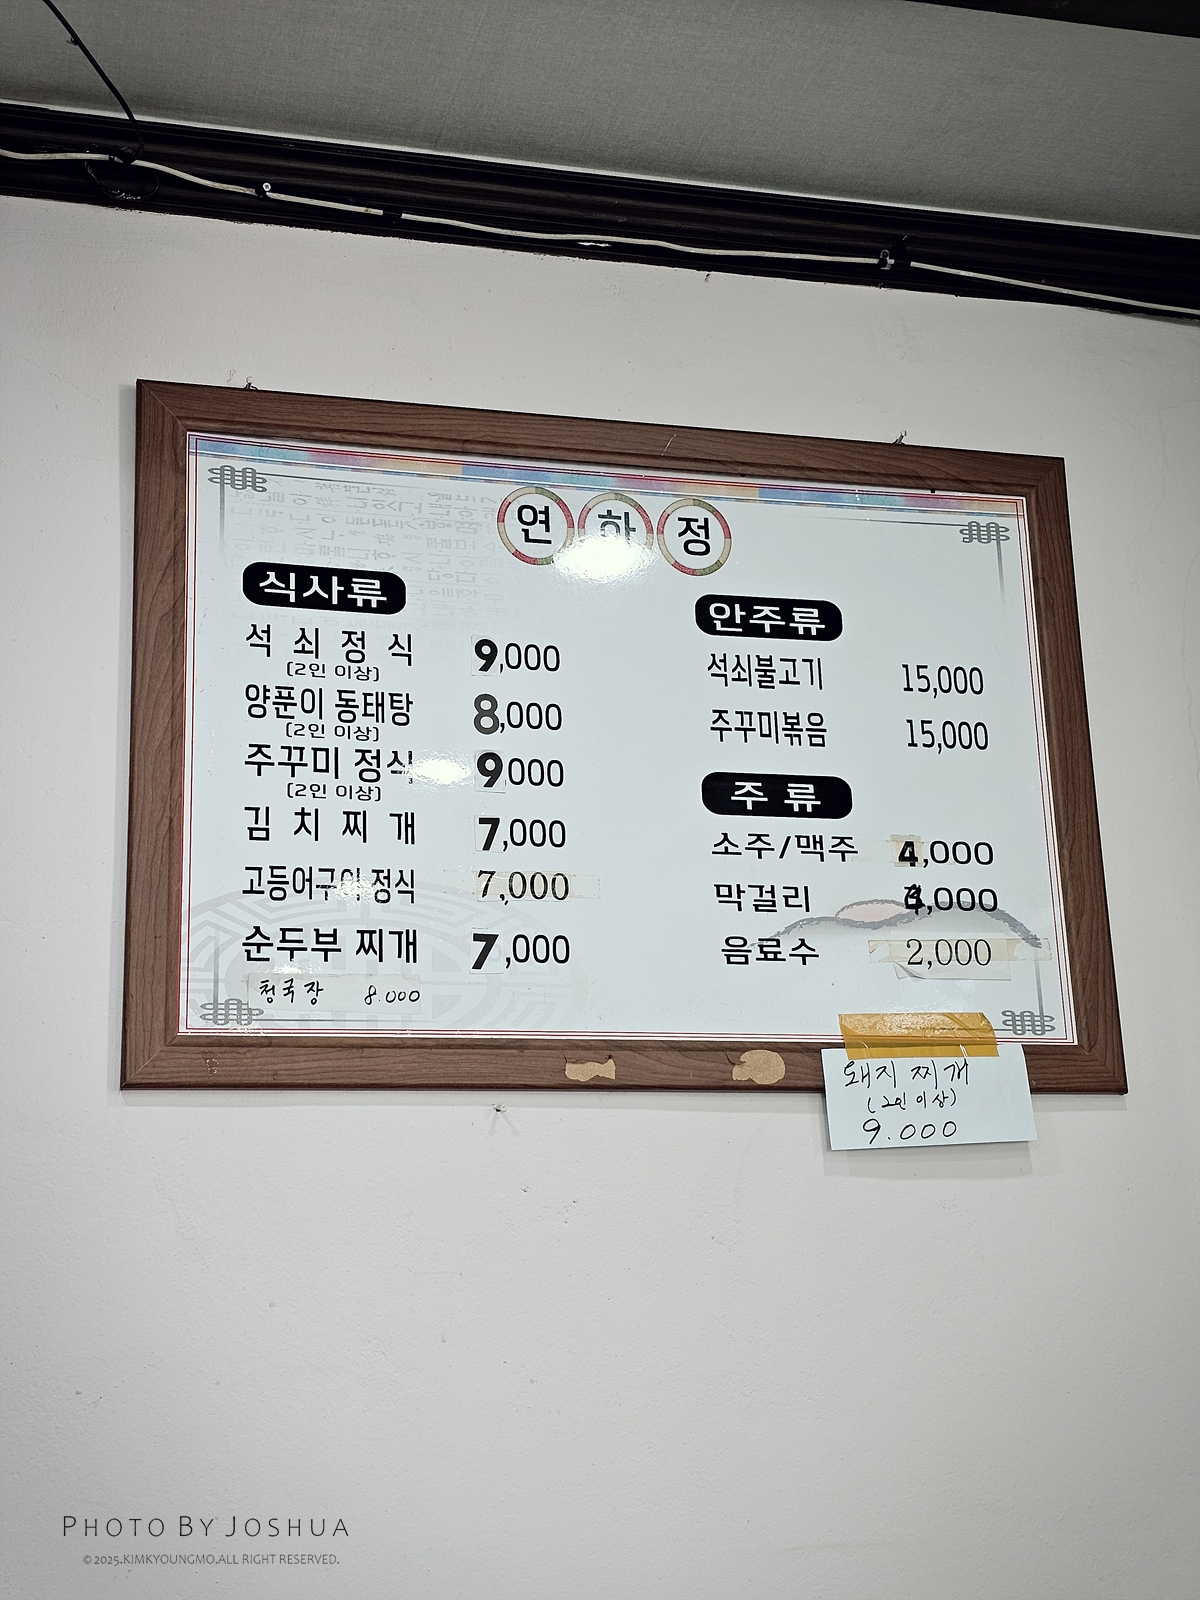 연하정
식사류
석쇠정식 9,000
(2인 이상)
양푼이 동태탕 8,000
(2인 이상)
주꾸미 정식 9,000
(2인 이상)
김치찌개 7,000
고등어구이 정식 7,000
순두부 찌개 7,000
청국장 8.000
안주류
석쇠불고기 15,000
주꾸미볶음 15,000
주류
소주/맥주 4,000
막걸리 4,000
음료수 2,000
돼지 찌개
(2인 이상)
9.000
PHOTO BY JOSHUA
©2025.KIMKYOUNGMO.ALL RIGHT RESERVED.